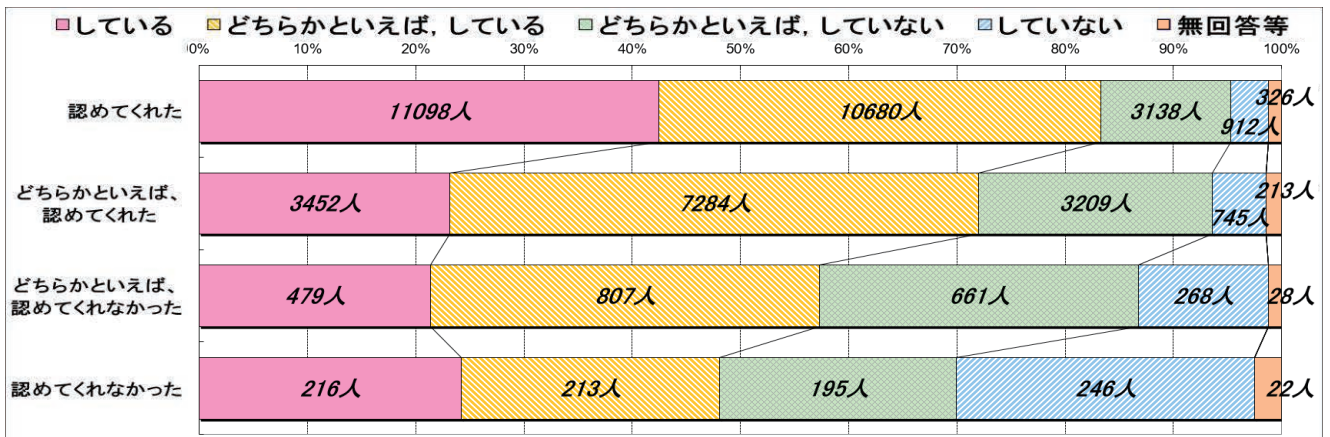 している どちらかといえば，している どちらかといえば，していない していない 無回答等
0% 10% 20% 30% 40% 50% 60% 70% 80% 90% 100%
認めてくれた 11098人 10680人 3138人 912人 326人
どちらかといえば、
認めてくれた 3452人 7284人 3209人 745人 213人
どちらかといえば、
認めてくれなかった 479人 807人 661人 268人 28人
認めてくれなかった 216人 213人 195人 246人 22人